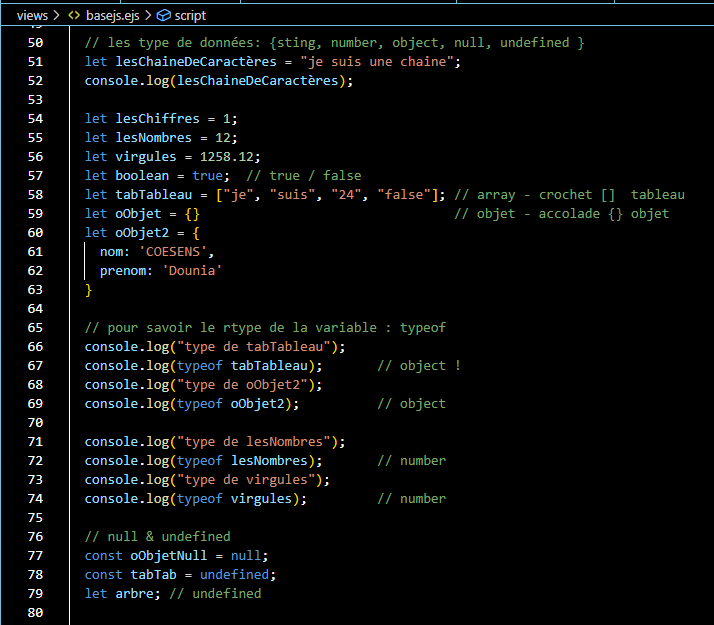 views > basejs.ejs > script
50 // les type de données: {sting, number, object, null, undefined }
51 let lesChaineDeCaractères = "je suis une chaine";
52 console.log(lesChaineDeCaractères);
53
54 let lesChiffres = 1;
55 let lesNombres = 12;
56 let virgules = 1258.12;
57 let boolean = true; // true / false
58 let tabTableau = ["je", "suis", "24", "false"]; // array - crochet [] tableau
59 let oObjet = {} // objet - accolade {} objet
60 let oObjet2 = {
61 nom: 'COESENS',
62 prenom: 'Dounia'
63 }
64
65 // pour savoir le rtype de la variable : typeof
66 console.log("type de tabTableau");
67 console.log(typeof tabTableau); // object !
68 console.log("type de oObjet2");
69 console.log(typeof oObjet2); // object
70
71 console.log("type de lesNombres");
72 console.log(typeof lesNombres); // number
73 console.log("type de virgules");
74 console.log(typeof virgules); // number
75
76 // null & undefined
77 const oObjetNull = null;
78 const tabTab = undefined;
79 let arbre; // undefined
80